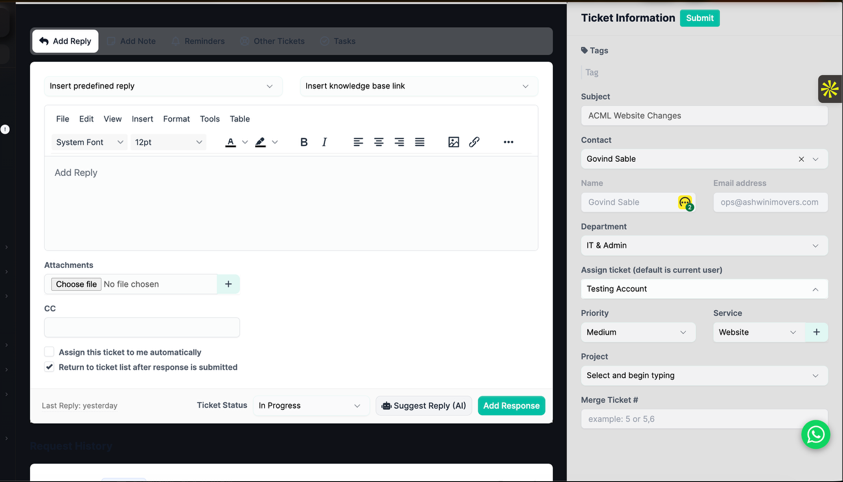 Add Reply
Add Note
Reminders
Other Tickets
Tasks
Insert predefined reply
Insert knowledge base link
File Edit View Insert Format Tools Table
System Font
12pt
A
B
I
Add Reply
Attachments
Choose file No file chosen
+
CC
Assign this ticket to me automatically
Return to ticket list after response is submitted
Last Reply: yesterday
Ticket Status
In Progress
Suggest Reply (AI)
Add Response
Request History
Ticket Information
Submit
Tags
Tag
Subject
ACML Website Changes
Contact
Govind Sable
Name
Email address
Govind Sable
2
ops@ashwinimovers.com
Department
IT & Admin
Assign ticket (default is current user)
Testing Account
Priority
Service
Medium
Website
+
Project
Select and begin typing
Merge Ticket #
example: 5 or 5,6